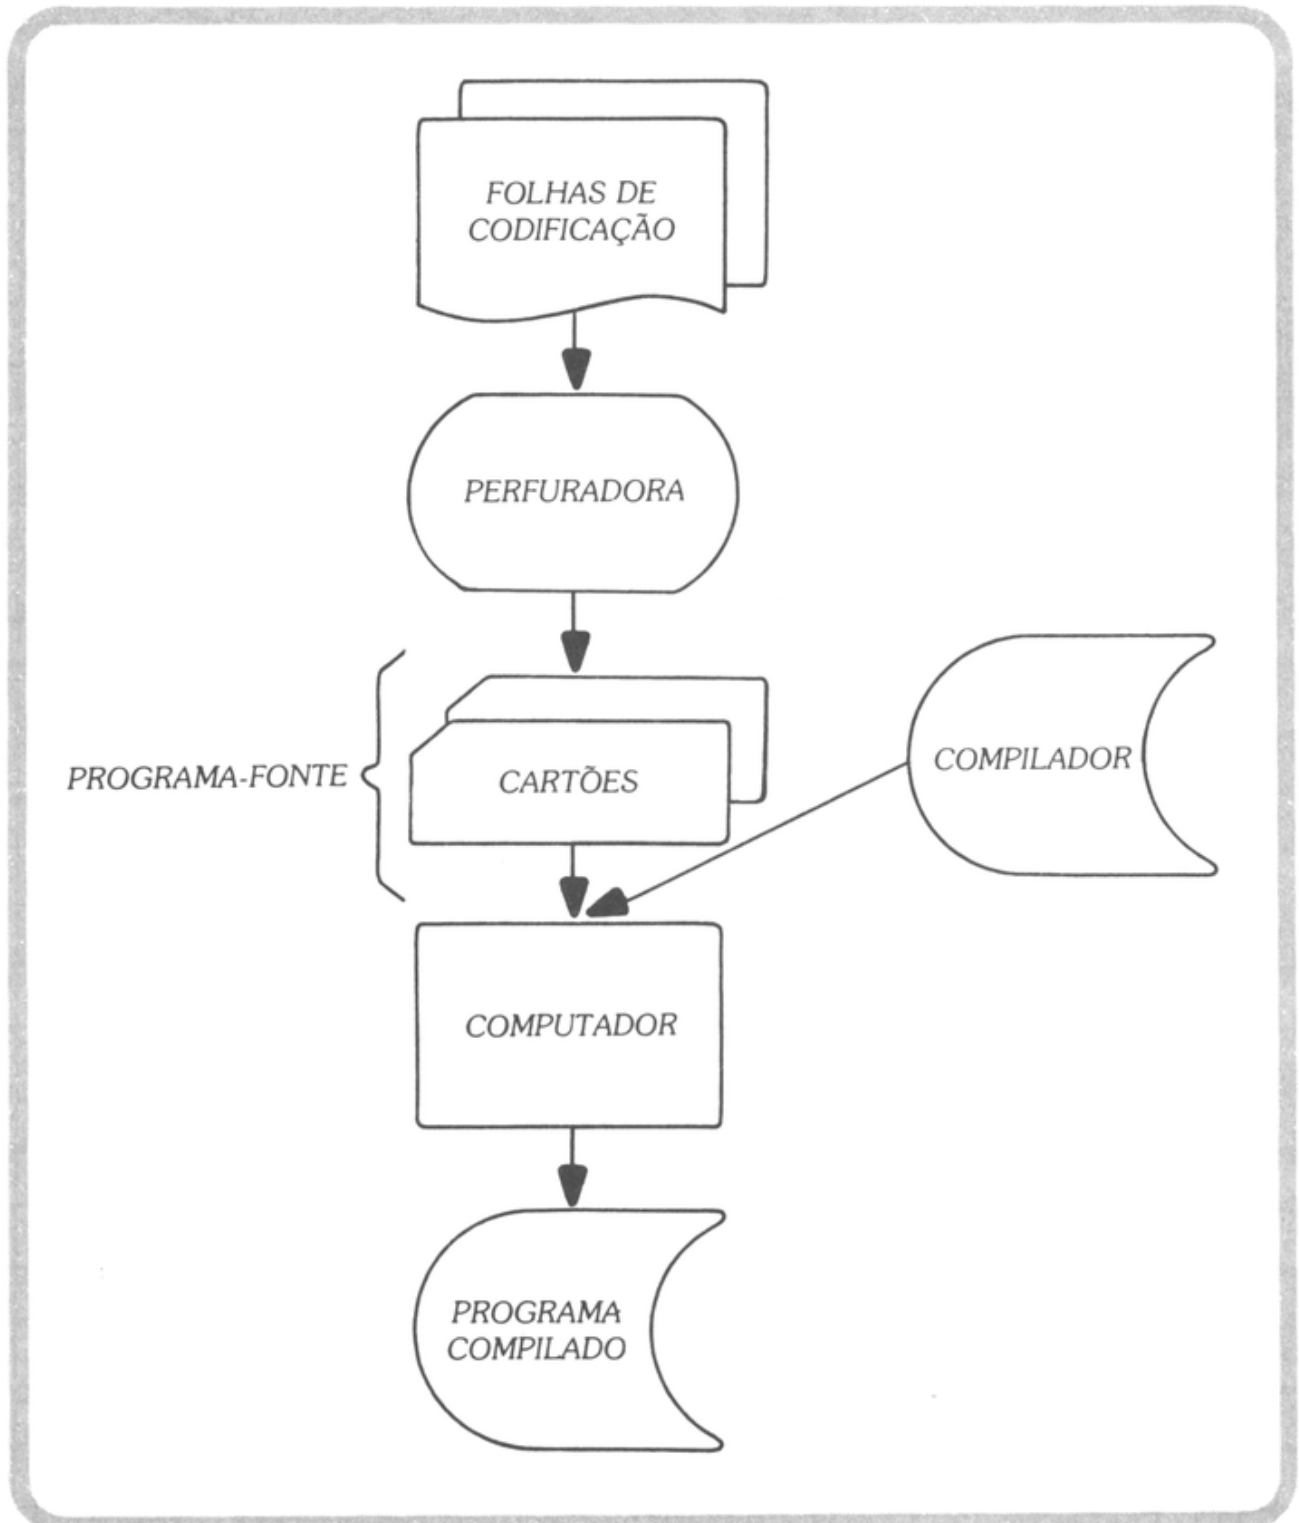 FOLHAS DE
CODIFICAÇÃO
PERFURADORA
PROGRAMA-FONTE
CARTÕES
COMPILADOR
COMPUTADOR
PROGRAMA
COMPILADO